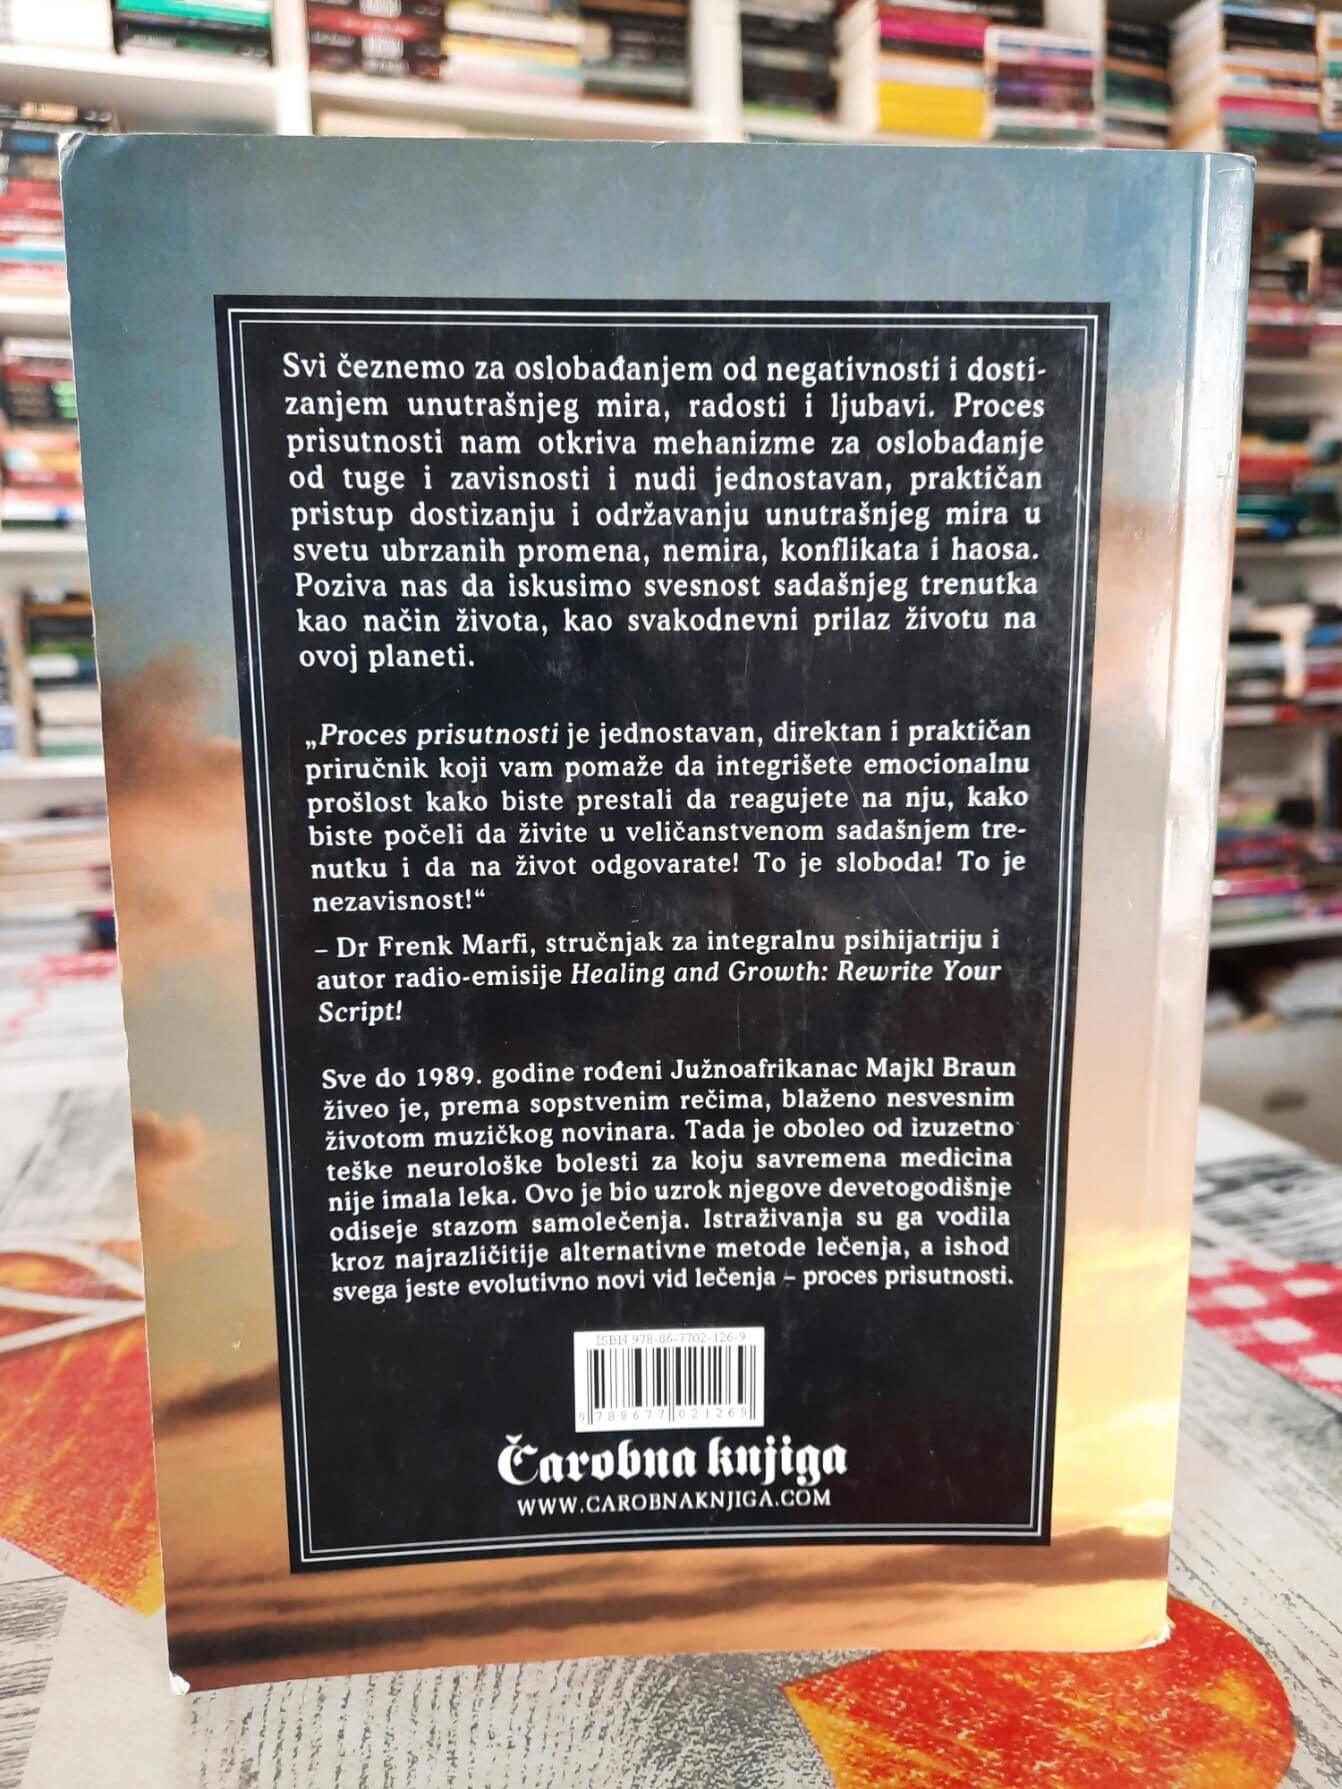 Svi čeznemo za oslobađanjem od negativnosti i dosti-
zanjem unutrašnjeg mira, radosti i ljubavi. Proces
prisutnosti nam otkriva mehanizme za oslobađanje
od tuge i zavisnosti i nudi jednostavan, praktičan
pristup dostizanju i održavanju unutrašnjeg mira u
svetu ubrzanih promena, nemira, konflikata i haosa.
Poziva nas da iskusimo svesnost sadašnjeg trenutka
kao način života, kao svakodnevni prilaz životu na
ovoj planeti.
„Proces prisutnosti je jednostavan, direktan i praktičan
priručnik koji vam pomaže da integrišete emocionalnu
prošlost kako biste prestali da reagujete na nju, kako
biste počeli da živite u veličanstvenom sadašnjem tre-
nutku i da na život odgovarate! To je sloboda! To je
nezavisnost!“
– Dr Frenk Marfi, stručnjak za integralnu psihijatriju i
autor radio-emisije Healing and Growth: Rewrite Your
Script!
Sve do 1989. godine rođeni Južnoafrikanac Majkl Braun
živeo je, prema sopstvenim rečima, blaženo nesvesnim
životom muzičkog novinara. Tada je oboleo od izuzetno
teške neurološke bolesti za koju savremena medicina
nije imala leka. Ovo je bio uzrok njegove devetogodišnje
odiseje stazom samolečenja. Istraživanja su ga vodila
kroz najrazličitije alternativne metode lečenja, a ishod
svega jeste evolutivno novi vid lečenja – proces prisutnosti.
ISBN 978-86-7702-126-9
9 788677 021269
Čarobna knjiga
WWW.CAROBNAKNJIGA.COM